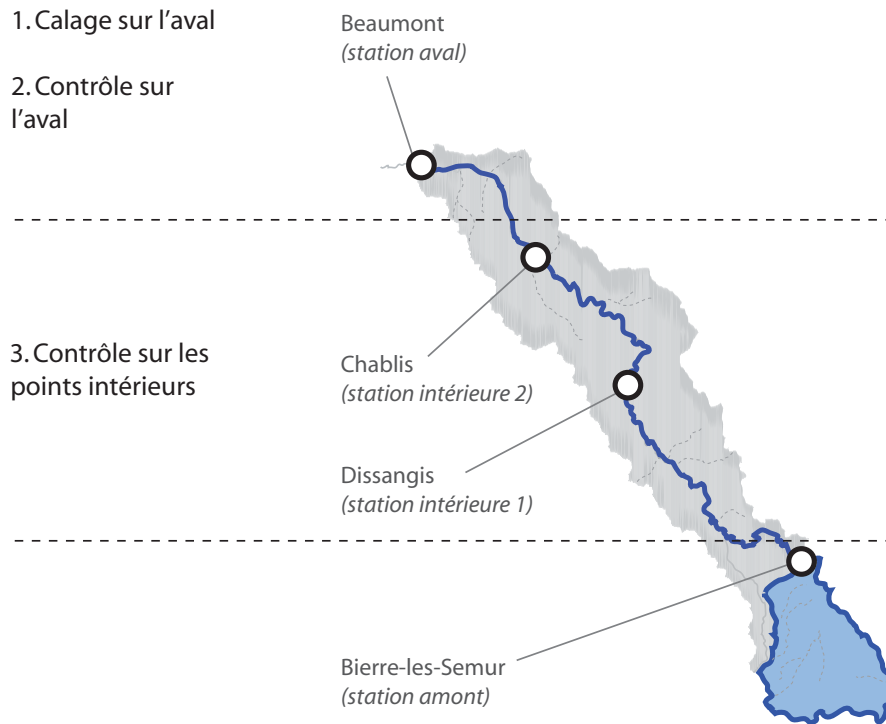 1. Calage sur l’aval
2. Contrôle sur
l’aval
Beaumont
(station aval)
3. Contrôle sur les
points intérieurs
Chablis
(station intérieure 2)
Dissangis
(station intérieure 1)
Bierre-les-Semur
(station amont)